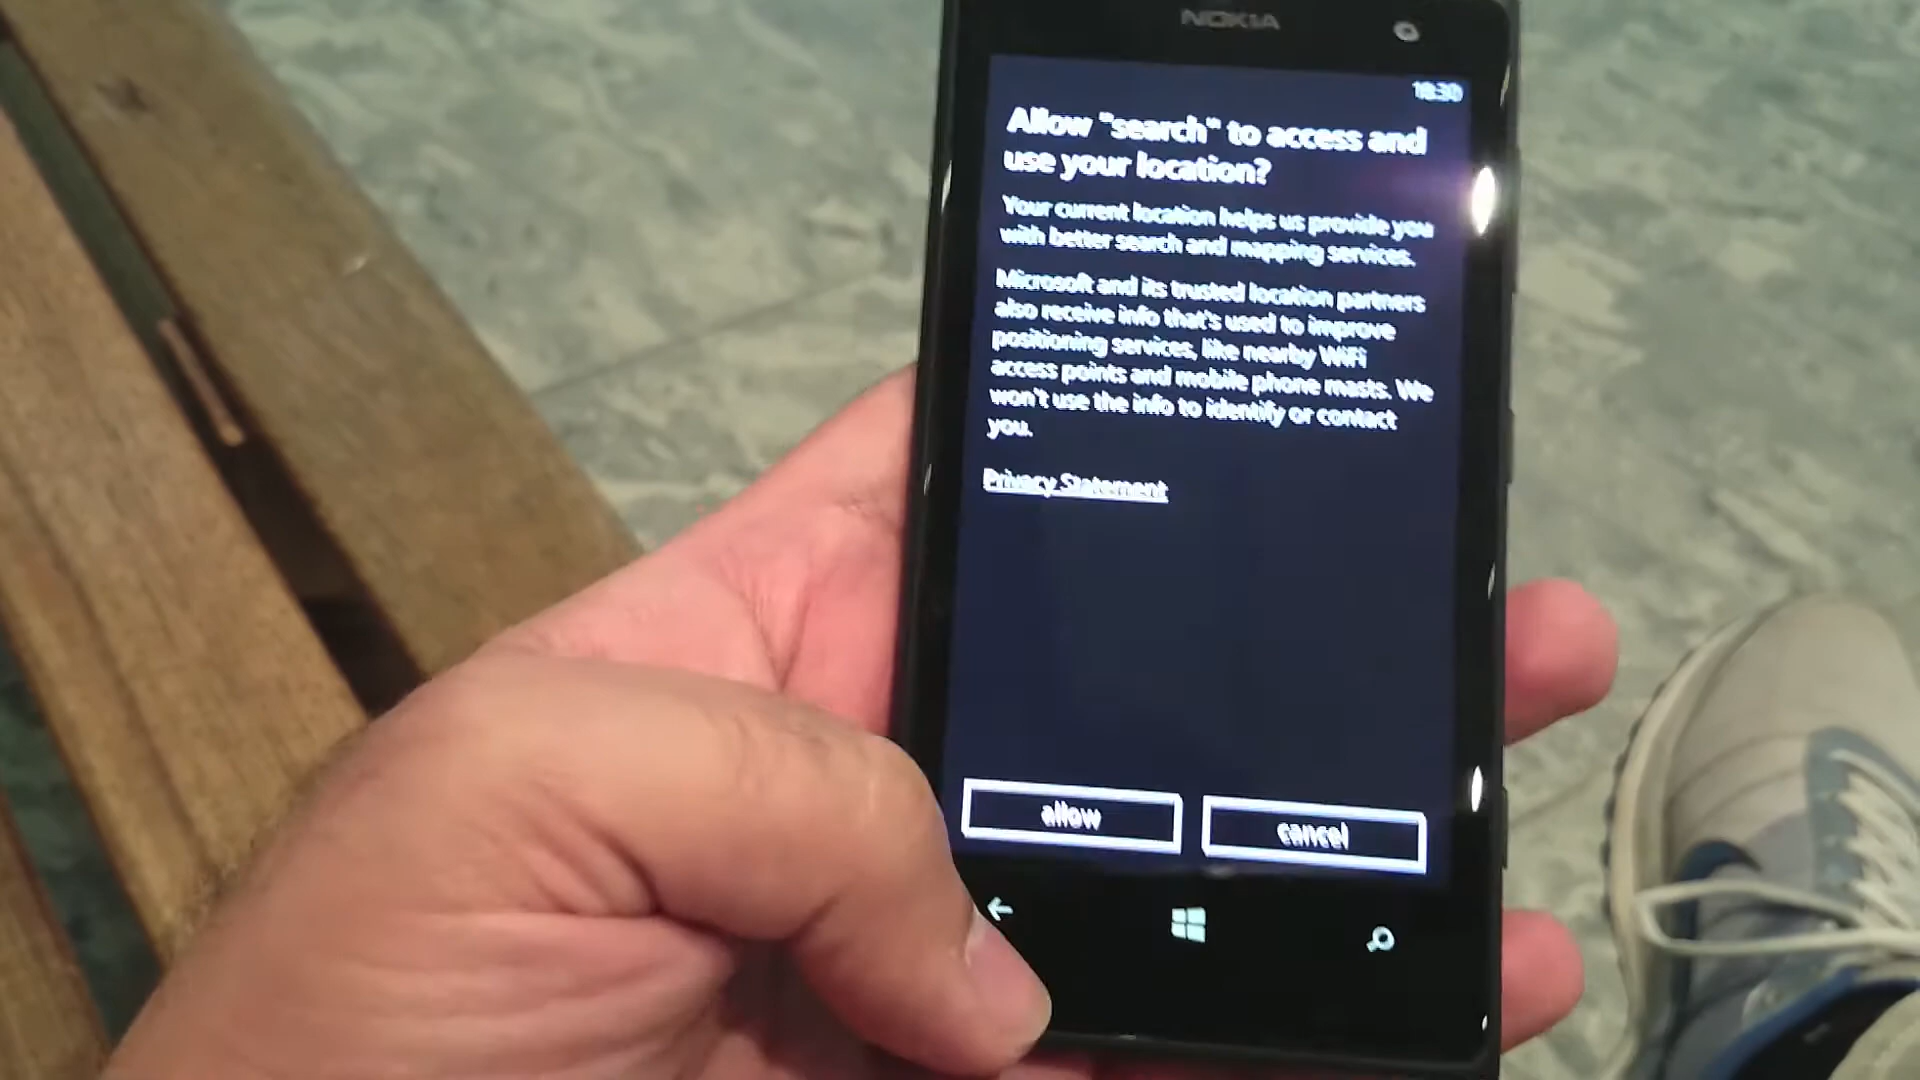 NOKIA
18:30
Allow "search" to access and
use your location?
Your current location helps us provide you
with better search and mapping services.
Microsoft and its trusted location partners
also receive info that's used to improve
positioning services, like nearby WiFi
access points and mobile phone masts. We
won't use the info to identify or contact
you.
Privacy Statement
allow
cancel